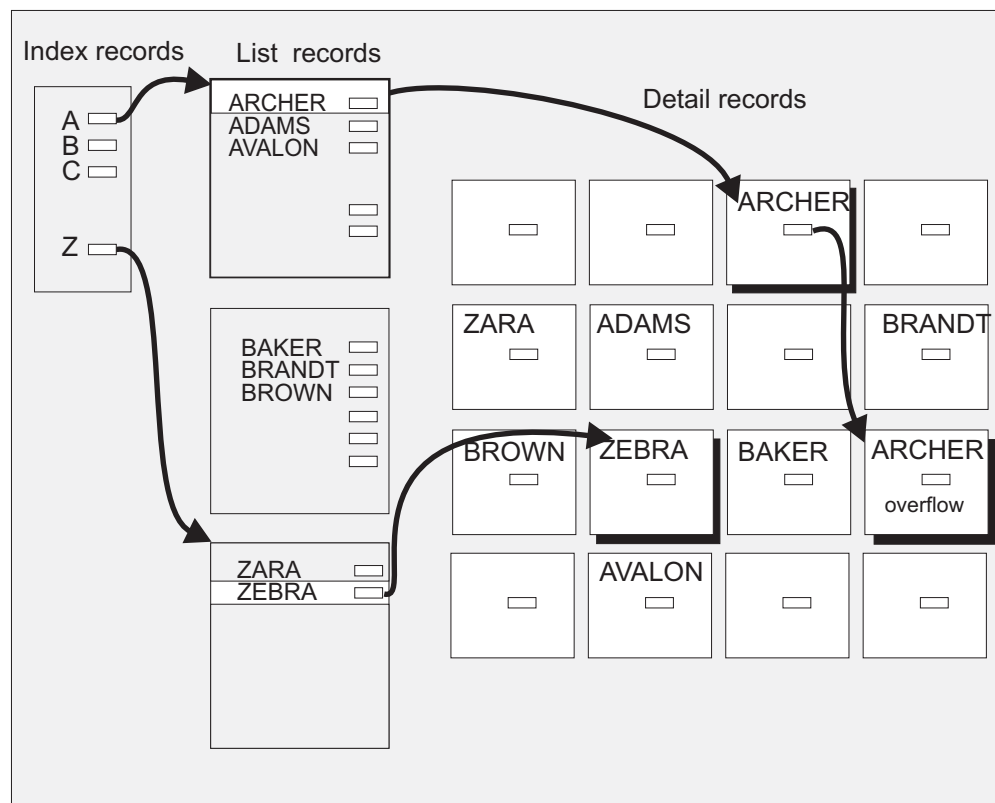 Index records
List records
Detail records
A
B
C
Z
ARCHER
ADAMS
AVALON
BAKER
BRANDT
BROWN
ZARA
ZEBRA
ARCHER
ZARA
ADAMS
BRANDT
BROWN
ZEBRA
BAKER
ARCHER
overflow
AVALON